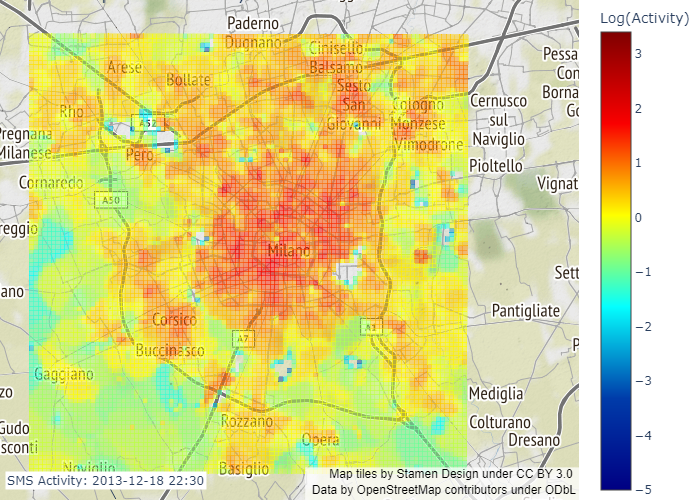 Paderno
Dugnano
Cinisello
Balsamo
Log(Activity)
Arese
Bollate
Sesto
San
Giovanni
Pessa
Con
Borna
Go
Rho
A52
Cologno
Monzese
Cernusco
sul
Naviglio
Pregnana
Milanese
Pero
Vimodrone
Pioltello
Cornaredo
A50
Vignat
reggio
Milano
Sett
ano
Corsico
A7
A1
Pantigliate
P
Buccinasco
Gaggiano
zo
Mediglia
Gudo
sconti
Rozzano
Colturano
Dresano
Opera
Noviglio
Basiglio
SMS Activity: 2013-12-18 22:30
Map tiles by Stamen Design under CC BY 3.0
Data by OpenStreetMap contributors under ODbL
3
2
1
0
−1
−2
−3
−4
−5